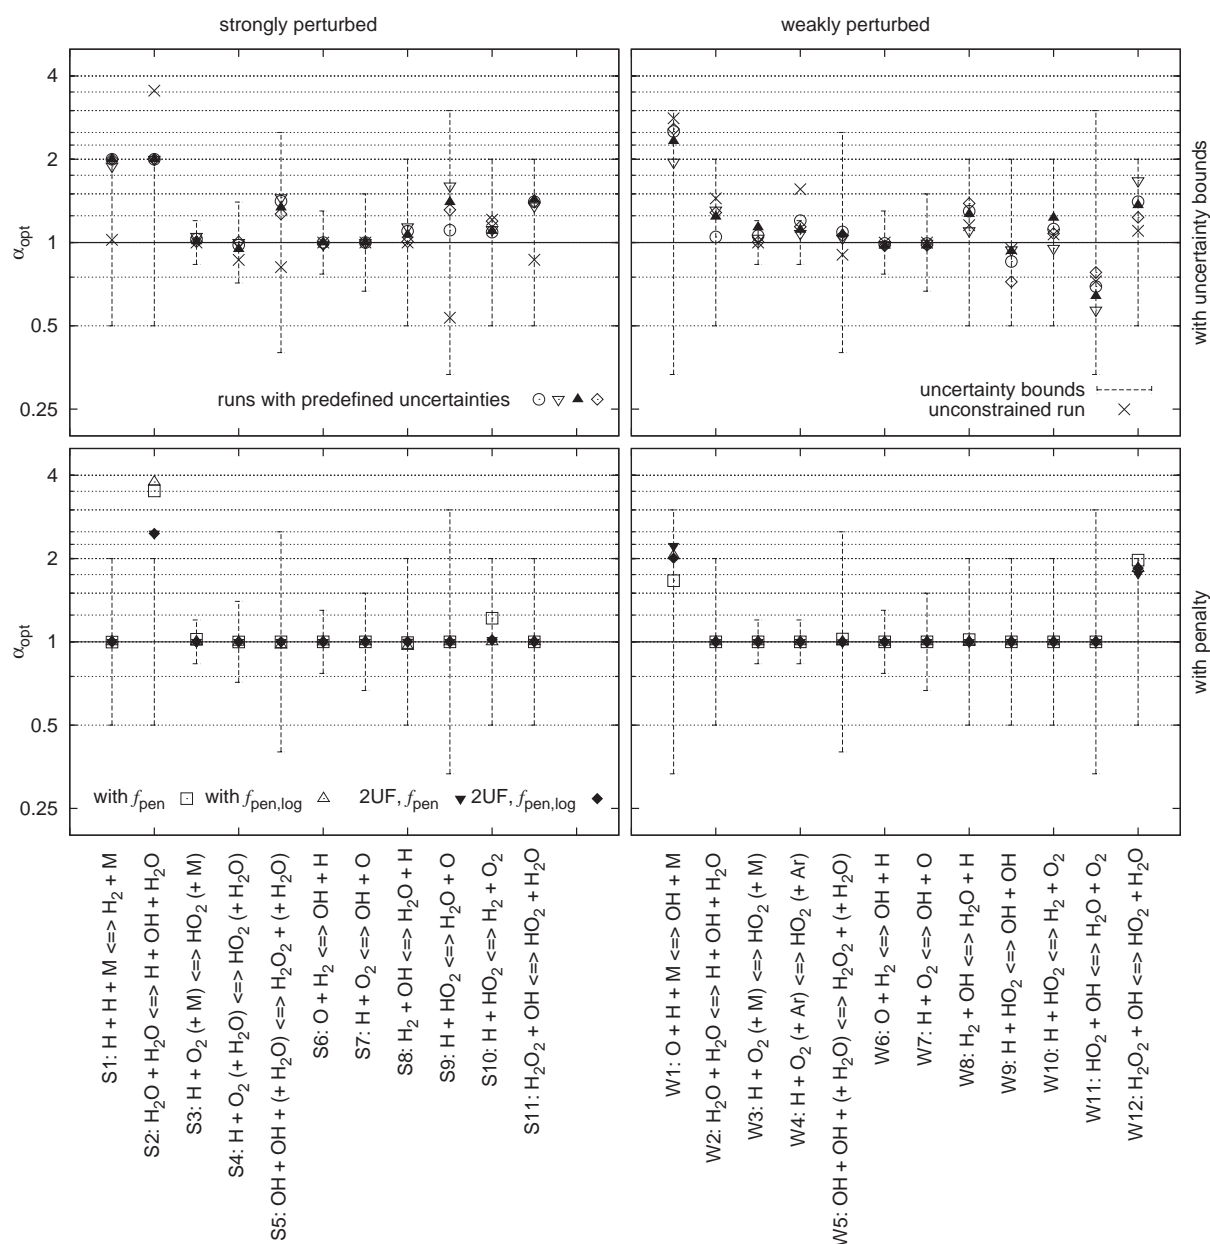 strongly perturbed
weakly perturbed
4
2
1
0.5
0.25
αopt
runs with predefined uncertainties
uncertainty bounds
unconstrained run
with uncertainty bounds
4
2
1
0.5
0.25
αopt
with fpen
with fpen,log
2UF, fpen
2UF, fpen,log
with penalty
S1: H + H + M <=> H2 + M
S2: H2O + H2O <=> H + OH + H2O
S3: H + O2 (+ M) <=> HO2 (+ M)
S4: H + O2 (+ H2O) <=> HO2 (+ H2O)
S5: OH + OH (+ H2O) <=> H2O2 + (+ H2O)
S6: O + H2 <=> OH + H
S7: H + O2 <=> OH + O
S8: H2 + OH <=> H2O + H
S9: H + HO2 <=> H2O + O
S10: H + HO2 <=> H2 + O2
S11: H2O2 + OH <=> HO2 + H2O
W1: O + H + M <=> OH + M
W2: H2O + H2O <=> H + OH + H2O
W3: H + O2 (+ M) <=> HO2 (+ M)
W4: H + O2 (+ Ar) <=> HO2 (+ Ar)
W5: OH + OH + (+ H2O) <=> H2O2 + (+ H2O)
W6: O + H2 <=> OH + H
W7: H + O2 <=> OH + O
W8: H2 + OH <=> H2O + H
W9: H + HO2 <=> OH + OH
W10: H + HO2 <=> H2 + O2
W11: HO2 + OH <=> H2O + O2
W12: H2O2 + OH <=> HO2 + H2O